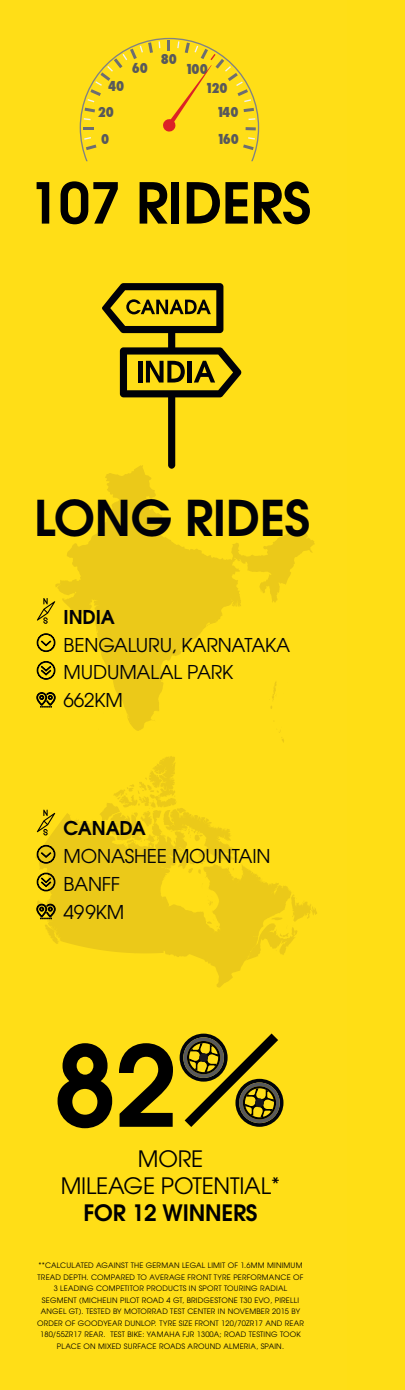 0
20
40
60
80
100
120
140
160
107 RIDERS
CANADA
INDIA
LONG RIDES
N
S
INDIA
BENGALURU, KARNATAKA
MUDUMALAL PARK
662KM
N
S
CANADA
MONASHEE MOUNTAIN
BANFF
499KM
82%
MORE
MILEAGE POTENTIAL*
FOR 12 WINNERS
**CALCULATED AGAINST THE GERMAN LEGAL LIMIT OF 1.6MM MINIMUM
TREAD DEPTH. COMPARED TO AVERAGE FRONT TYRE PERFORMANCE OF
3 LEADING COMPETITOR PRODUCTS IN SPORT TOURING RADIAL
SEGMENT (MICHELIN PILOT ROAD 4 GT, BRIDGESTONE T30 EVO, PIRELLI
ANGEL GT). TESTED BY MOTORRAD TEST CENTER IN NOVEMBER 2015 BY
ORDER OF GOODYEAR DUNLOP. TYRE SIZE FRONT 120/70ZR17 AND REAR
180/55ZR17 REAR. TEST BIKE: YAMAHA FJR 1300A; ROAD TESTING TOOK
PLACE ON MIXED SURFACE ROADS AROUND ALMERIA, SPAIN.